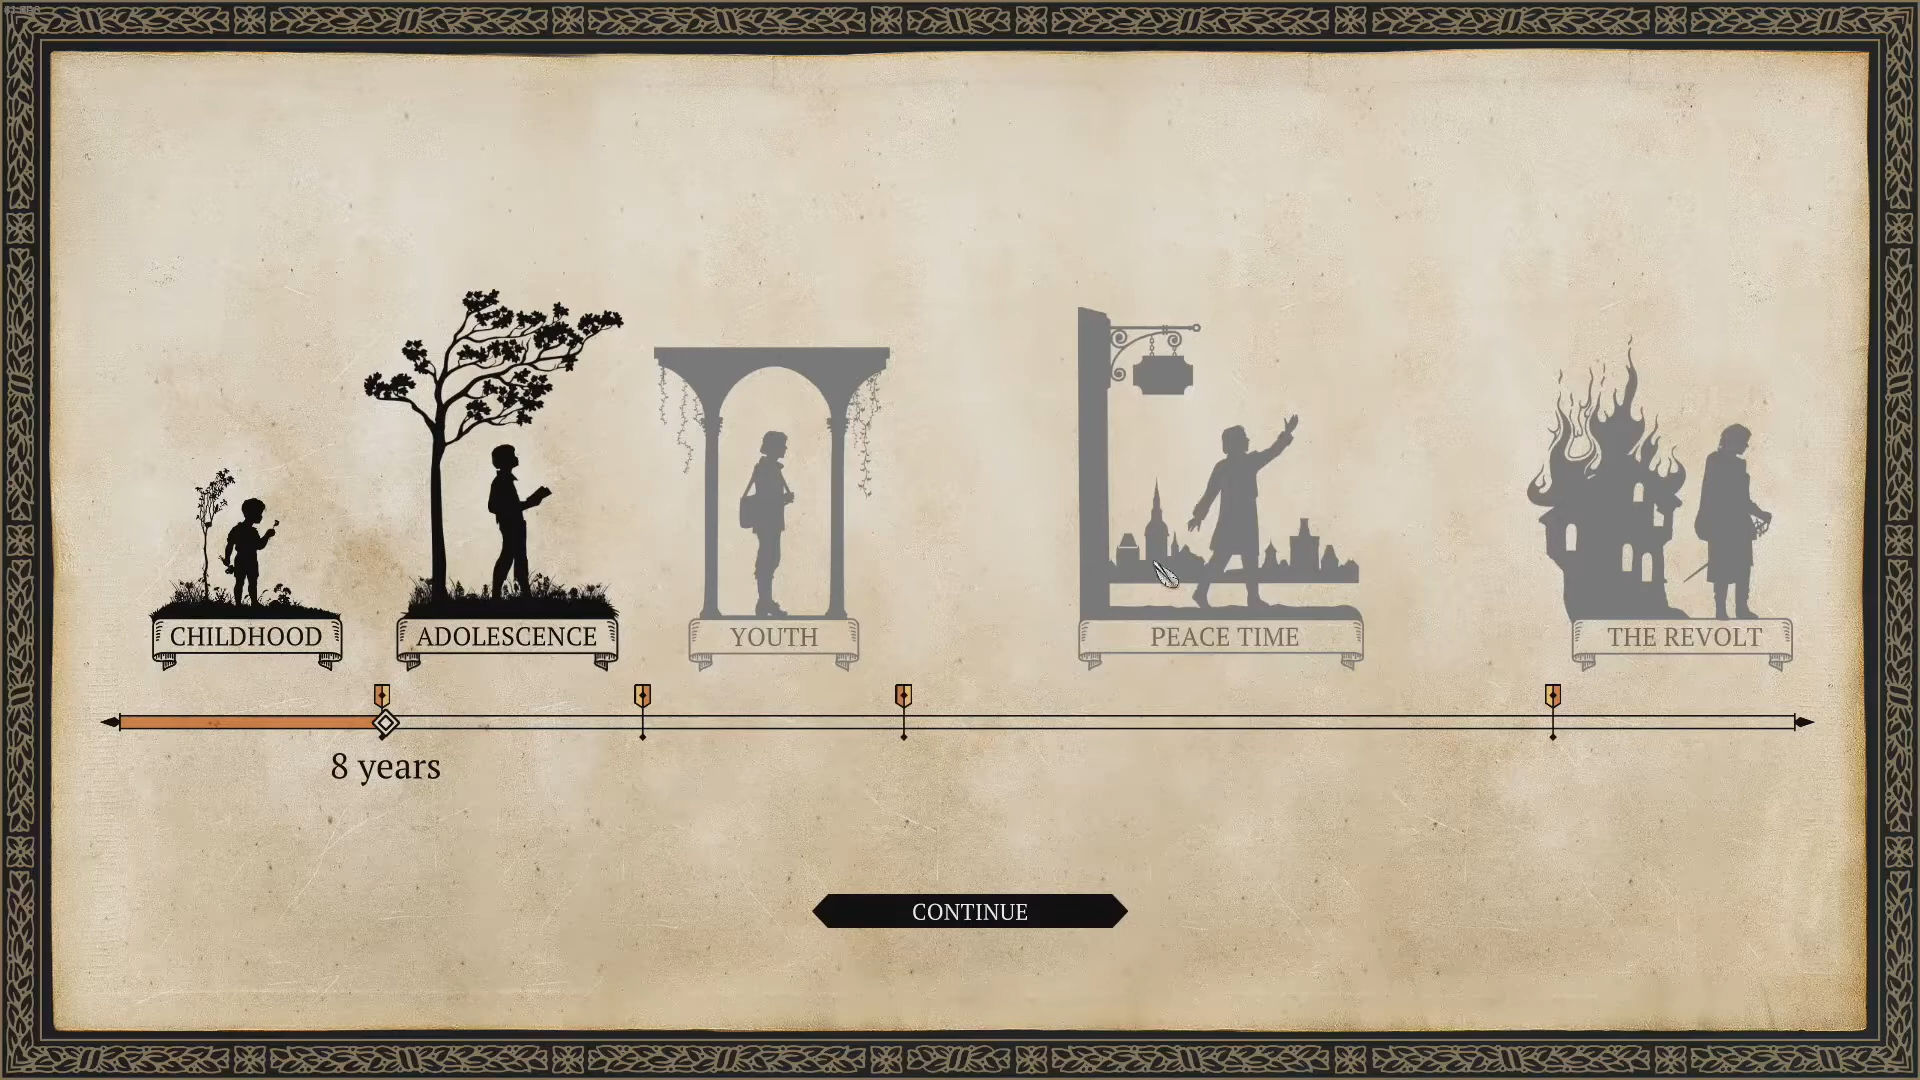 CHILDHOOD
ADOLESCENCE
YOUTH
PEACE TIME
THE REVOLT
8 years
CONTINUE